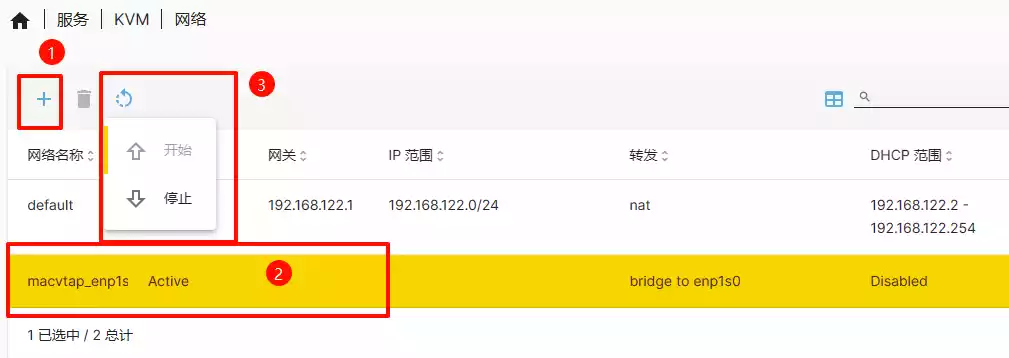 服务 KVM 网络
1
3
网络名称 网关 IP 范围 转发 DHCP 范围
开始
停止
default 192.168.122.1 192.168.122.0/24 nat 192.168.122.2 -
192.168.122.254
2
macvtap_enp1s Active bridge to enp1s0 Disabled
1 已选中 / 2 总计